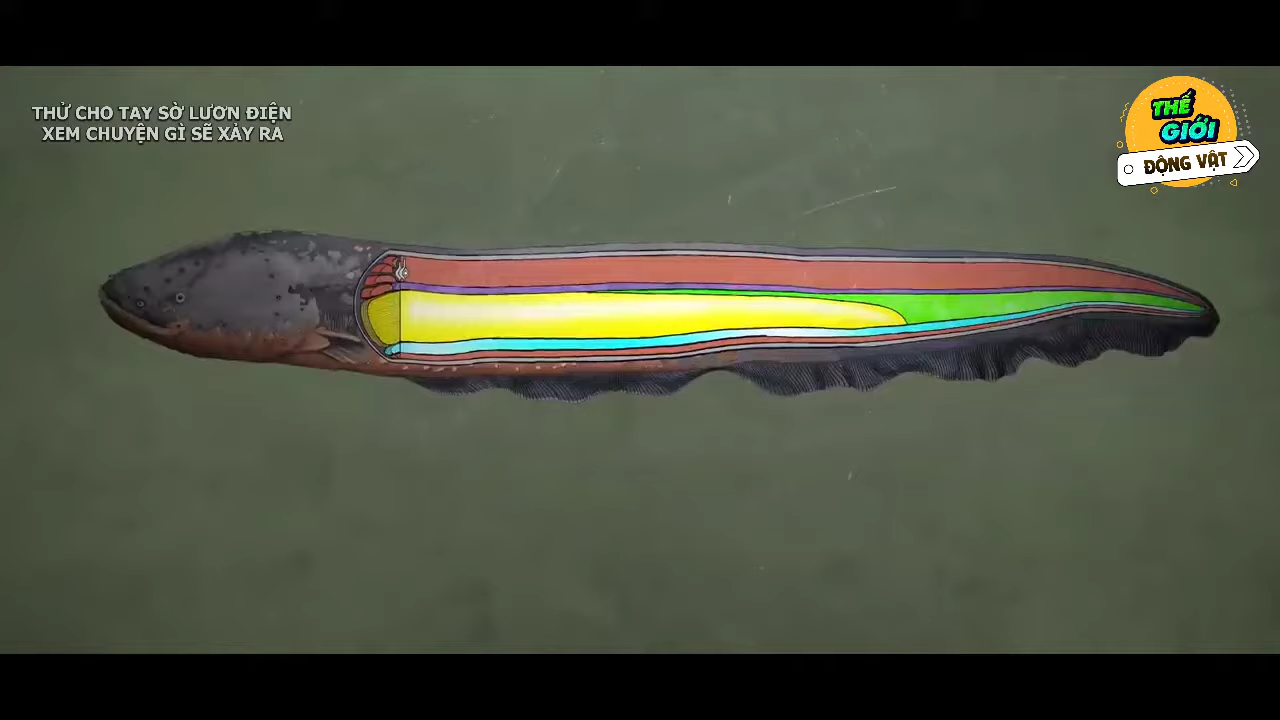 THỬ CHO TAY SỜ LƯƠN ĐIỆN
XEM CHUYỆN GÌ SẼ XẢY RA
THẾ
GIỚI
ĐỘNG VẬT